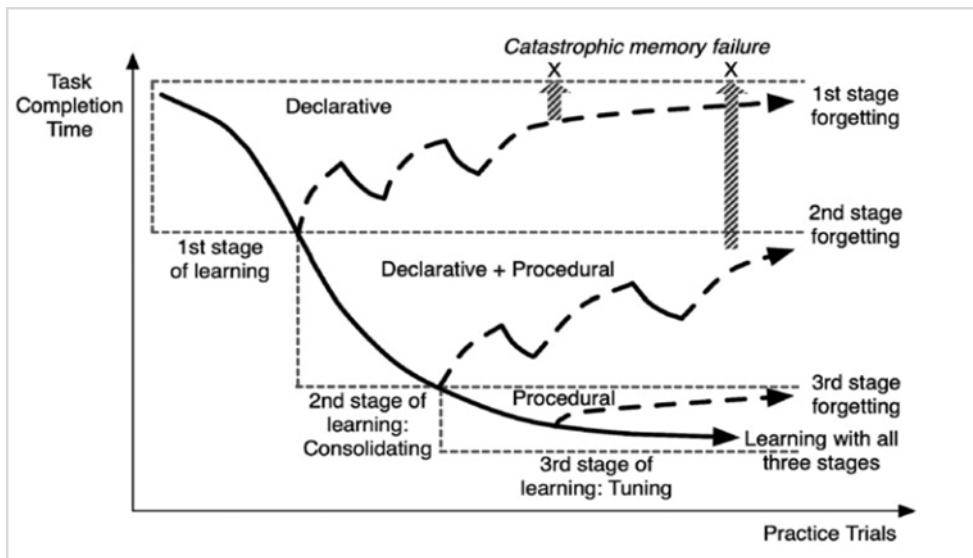 Catastrophic memory failure
X
X
Task
Completion
Time
Declarative
1st stage
forgetting
2nd stage
forgetting
1st stage
of learning
Declarative + Procedural
3rd stage
forgetting
2nd stage of
learning:
Consolidating
Procedural
Learning with all
three stages
3rd stage of
learning: Tuning
Practice Trials